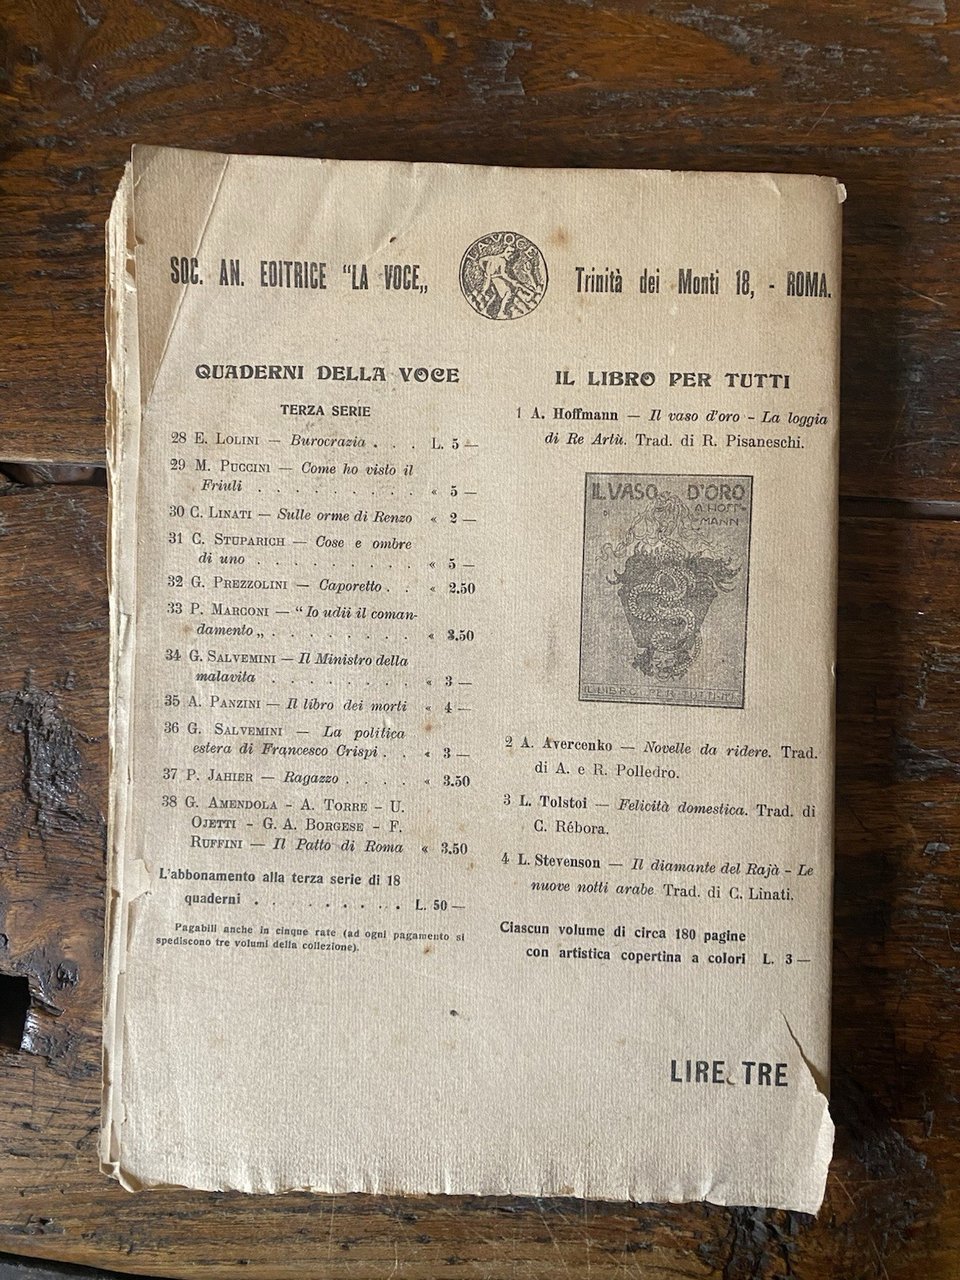 SOC. AN. EDITRICE "LA VOCE„
LA VOCE
Trinità dei Monti 18, - ROMA.
QUADERNI DELLA VOCE
TERZA SERIE
28 E. Lolini — Burocrazia . . . L. 5 —
29 M. Puccini — Come ho visto il
Friuli . . . . . . . . . « 5 —
30 C. Linati — Sulle orme di Renzo « 2 —
31 C. Stuparich — Cose e ombre
di uno . . . . . . . . . « 5 —
32 G. Prezzolini — Caporetto . . « 2.50
33 P. Marconi — "Io udii il coman-
damento„ . . . . . . . . « 3.50
34 G. Salvemini — Il Ministro della
malavita . . . . . . . . « 3 —
35 A. Panzini — Il libro dei morti « 4 —
36 G. Salvemini — La politica
estera di Francesco Crispi . . « 3 —
37 P. Jahier — Ragazzo . . . . « 3.50
38 G. Amendola - A. Torre - U.
Ojetti - G. A. Borgese - F.
Ruffini — Il Patto di Roma « 3.50
L'abbonamento alla terza serie di 18
quaderni . . . . . . . . . L. 50 —
Pagabili anche in cinque rate (ad ogni pagamento si
spediscono tre volumi della collezione).
IL LIBRO PER TUTTI
1 A. Hoffmann — Il vaso d'oro - La loggia
di Re Artù. Trad. di R. Pisaneschi.
IL VASO D'ORO
DI A. HOFF-
MANN
IL LIBRO PER TUTTI
2 A. Avercenko — Novelle da ridere. Trad.
di A. e R. Polledro.
3 L. Tolstoi — Felicità domestica. Trad. di
C. Rébora.
4 L. Stevenson — Il diamante del Rajà - Le
nuove notti arabe Trad. di C. Linati.
Ciascun volume di circa 180 pagine
con artistica copertina a colori L. 3 —
LIRE TRE